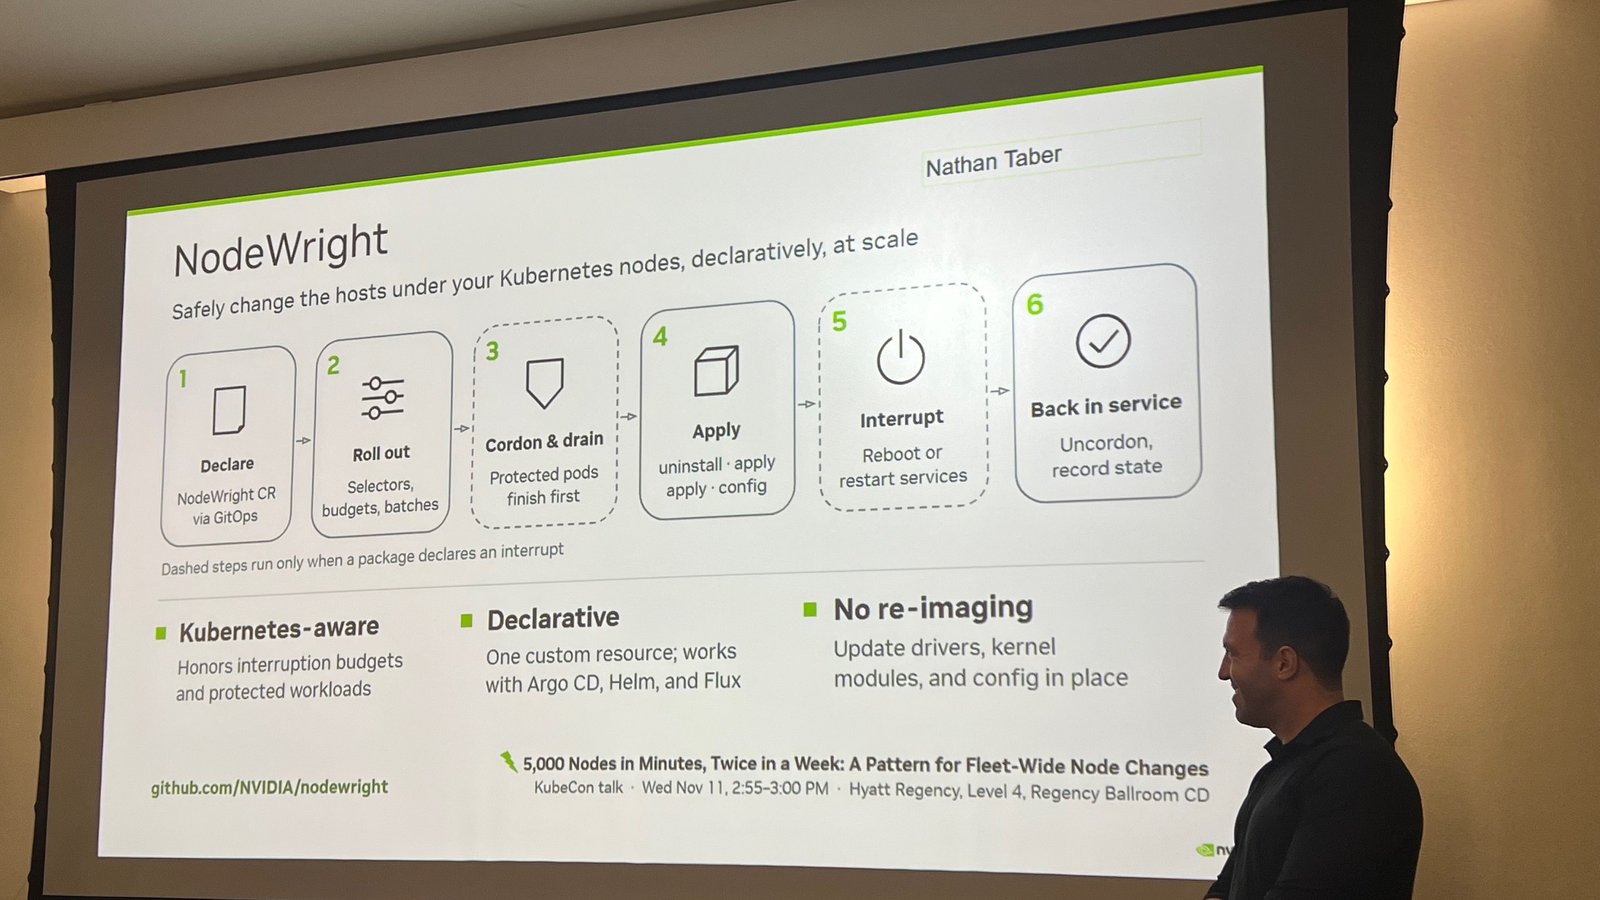 Nathan Taber
NodeWright
Safely change the hosts under your Kubernetes nodes, declaratively, at scale
1
Declare
NodeWright CR
via GitOps
2
Roll out
Selectors,
budgets, batches
3
Cordon & drain
Protected pods
finish first
4
Apply
uninstall · apply
apply · config
5
Interrupt
Reboot or
restart services
6
Back in service
Uncordon,
record state
Dashed steps run only when a package declares an interrupt
Kubernetes-aware
Honors interruption budgets
and protected workloads
Declarative
One custom resource; works
with Argo CD, Helm, and Flux
No re-imaging
Update drivers, kernel
modules, and config in place
github.com/NVIDIA/nodewright
5,000 Nodes in Minutes, Twice in a Week: A Pattern for Fleet-Wide Node Changes
KubeCon talk · Wed Nov 11, 2:55–3:00 PM · Hyatt Regency, Level 4, Regency Ballroom CD